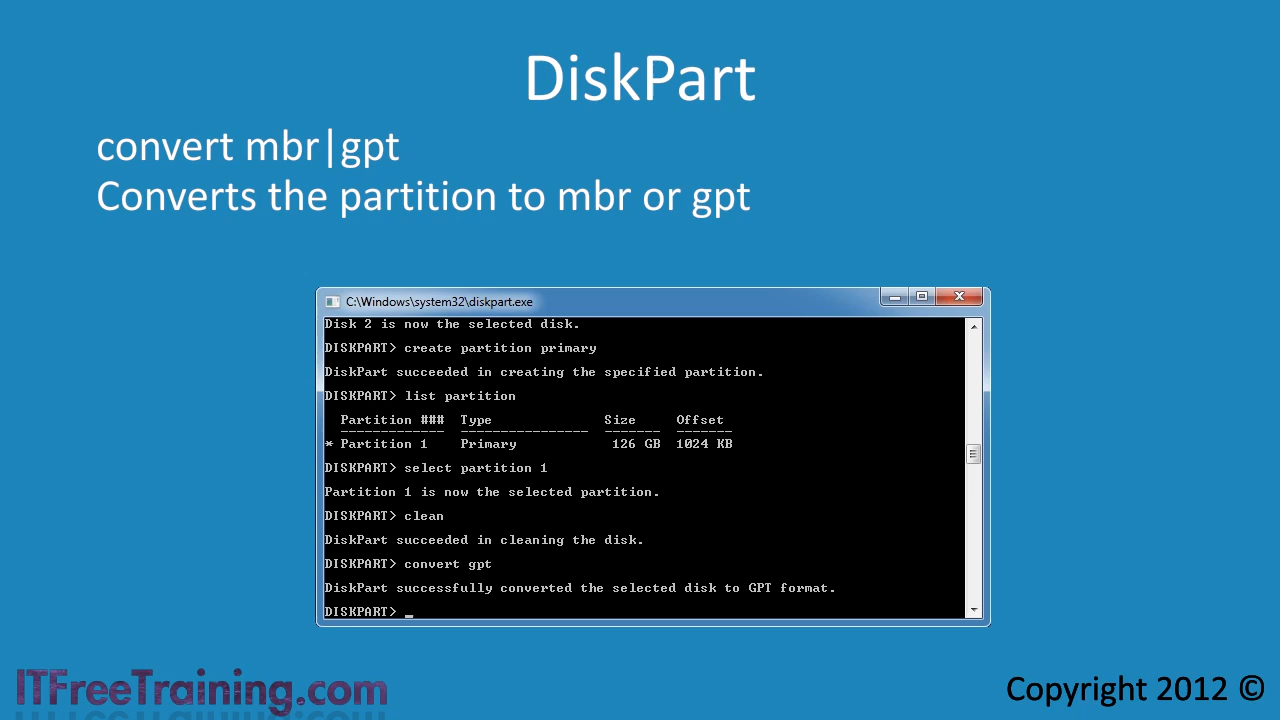 DiskPart
convert mbr|gpt
Converts the partition to mbr or gpt
C:\Windows\system32\diskpart.exe
Disk 2 is now the selected disk.
DISKPART> create partition primary
DiskPart succeeded in creating the specified partition.
DISKPART> list partition
Partition ###  Type              Size     Offset
-------------  ----------------  -------  -------
* Partition 1    Primary            126 GB  1024 KB
DISKPART> select partition 1
Partition 1 is now the selected partition.
DISKPART> clean
DiskPart succeeded in cleaning the disk.
DISKPART> convert gpt
DiskPart successfully converted the selected disk to GPT format.
DISKPART> _
ITFreeTraining.com
Copyright 2012 ©